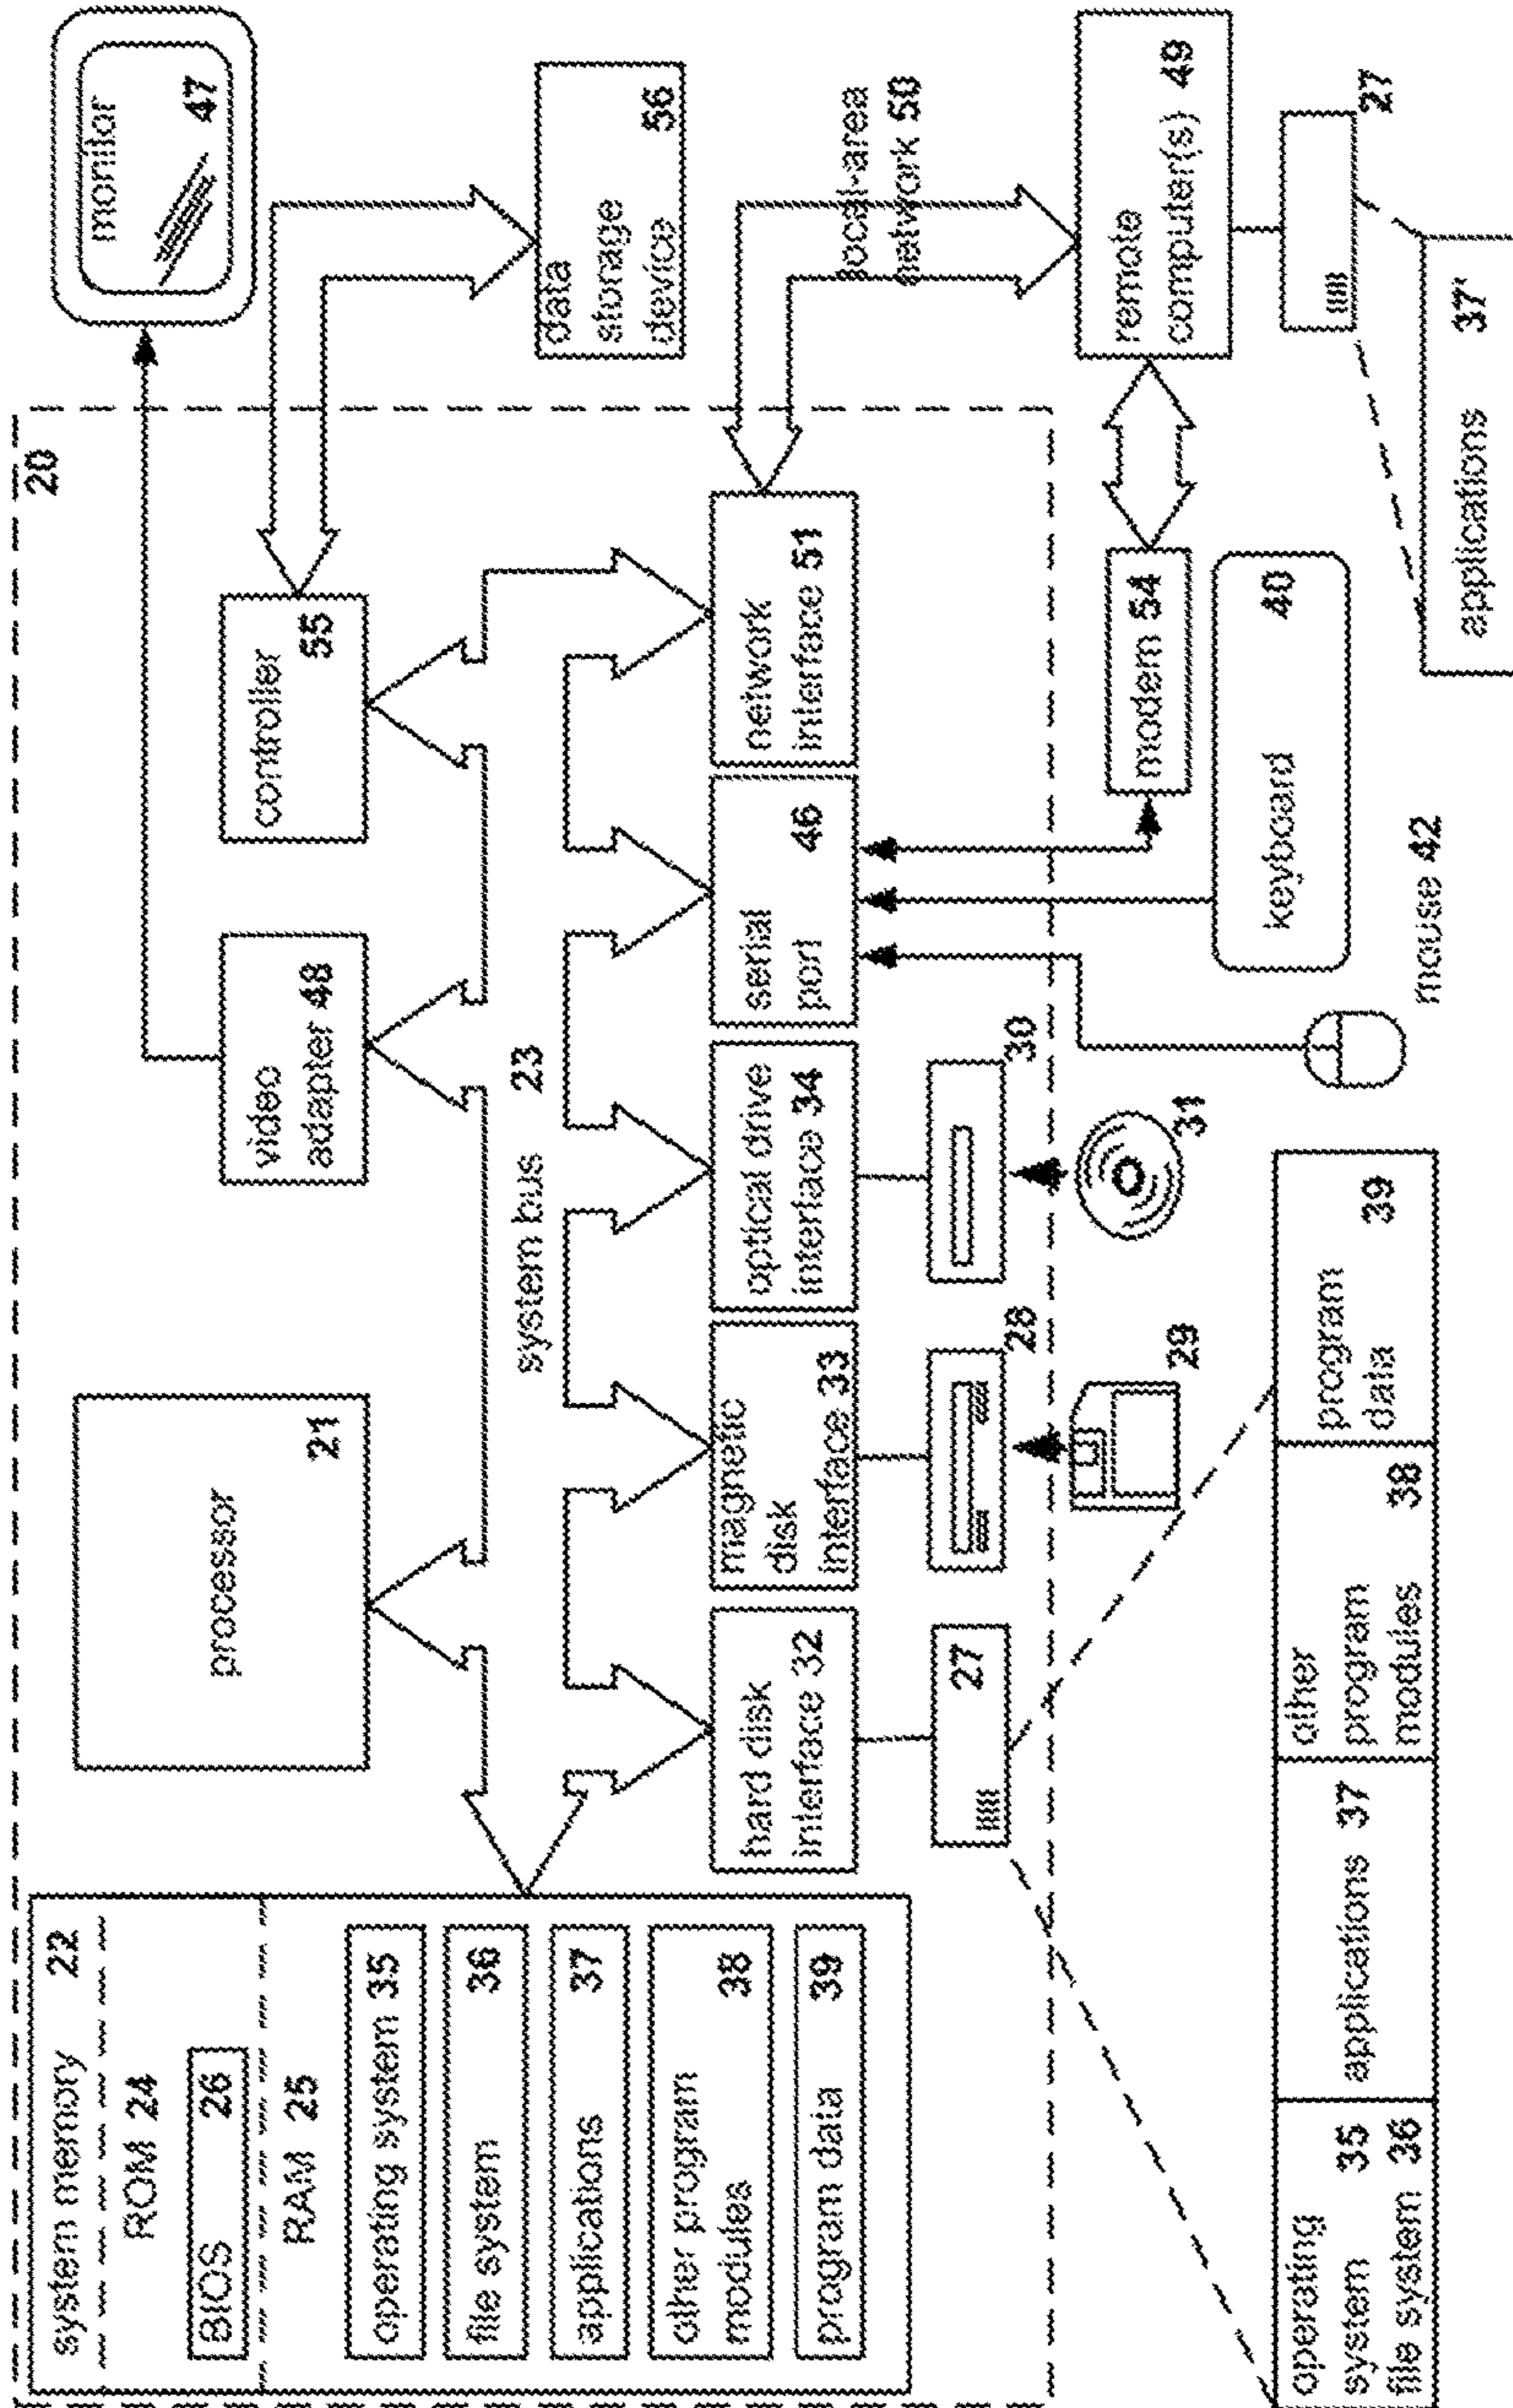 system memory 22
ROM 24
BIOS 26
RAM 25
operating system 35
file system 36
applications 37
other program
modules 38
program data 39
processor
21
video
adapter 48
controller
55
monitor
47
20
system bus 23
hard disk
interface 32
magnetic
disk
interface 33
optical drive
interface 34
serial
port 46
network
interface 51
data
storage
device 56
local-area
network 50
27
28
30
29
31
modem 54
remote
computer(s) 49
keyboard 40
mouse 42
27
applications 37'
operating
system 35
file system 36
applications 37
other
program
modules 38
program
data 39